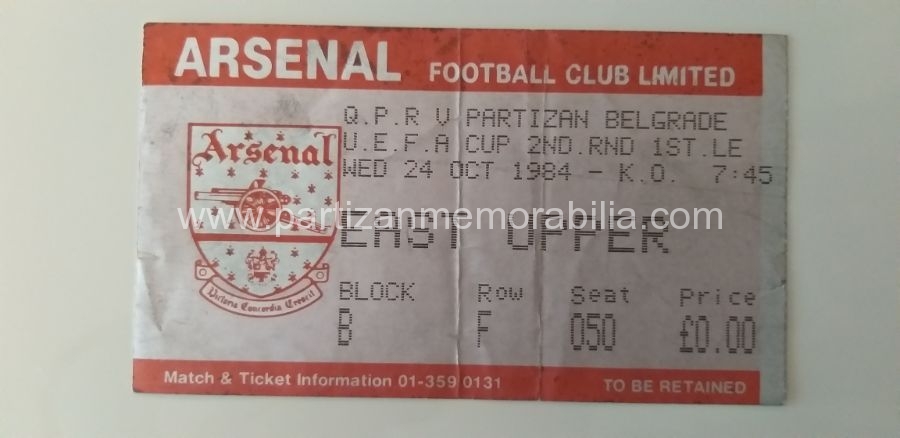 ARSENAL FOOTBALL CLUB LIMITED
Q.P.R V PARTIZAN BELGRADE
U.E.F.A CUP 2ND.RND 1ST.LE
WED 24 OCT 1984 - K.O. 7:45
Arsenal
www.partizanmemorabilia.com
EAST UPPER
Victoria Concordia Crescit
BLOCK Row Seat Price
B F 050 £0.00
Match & Ticket Information 01-359 0131 TO BE RETAINED